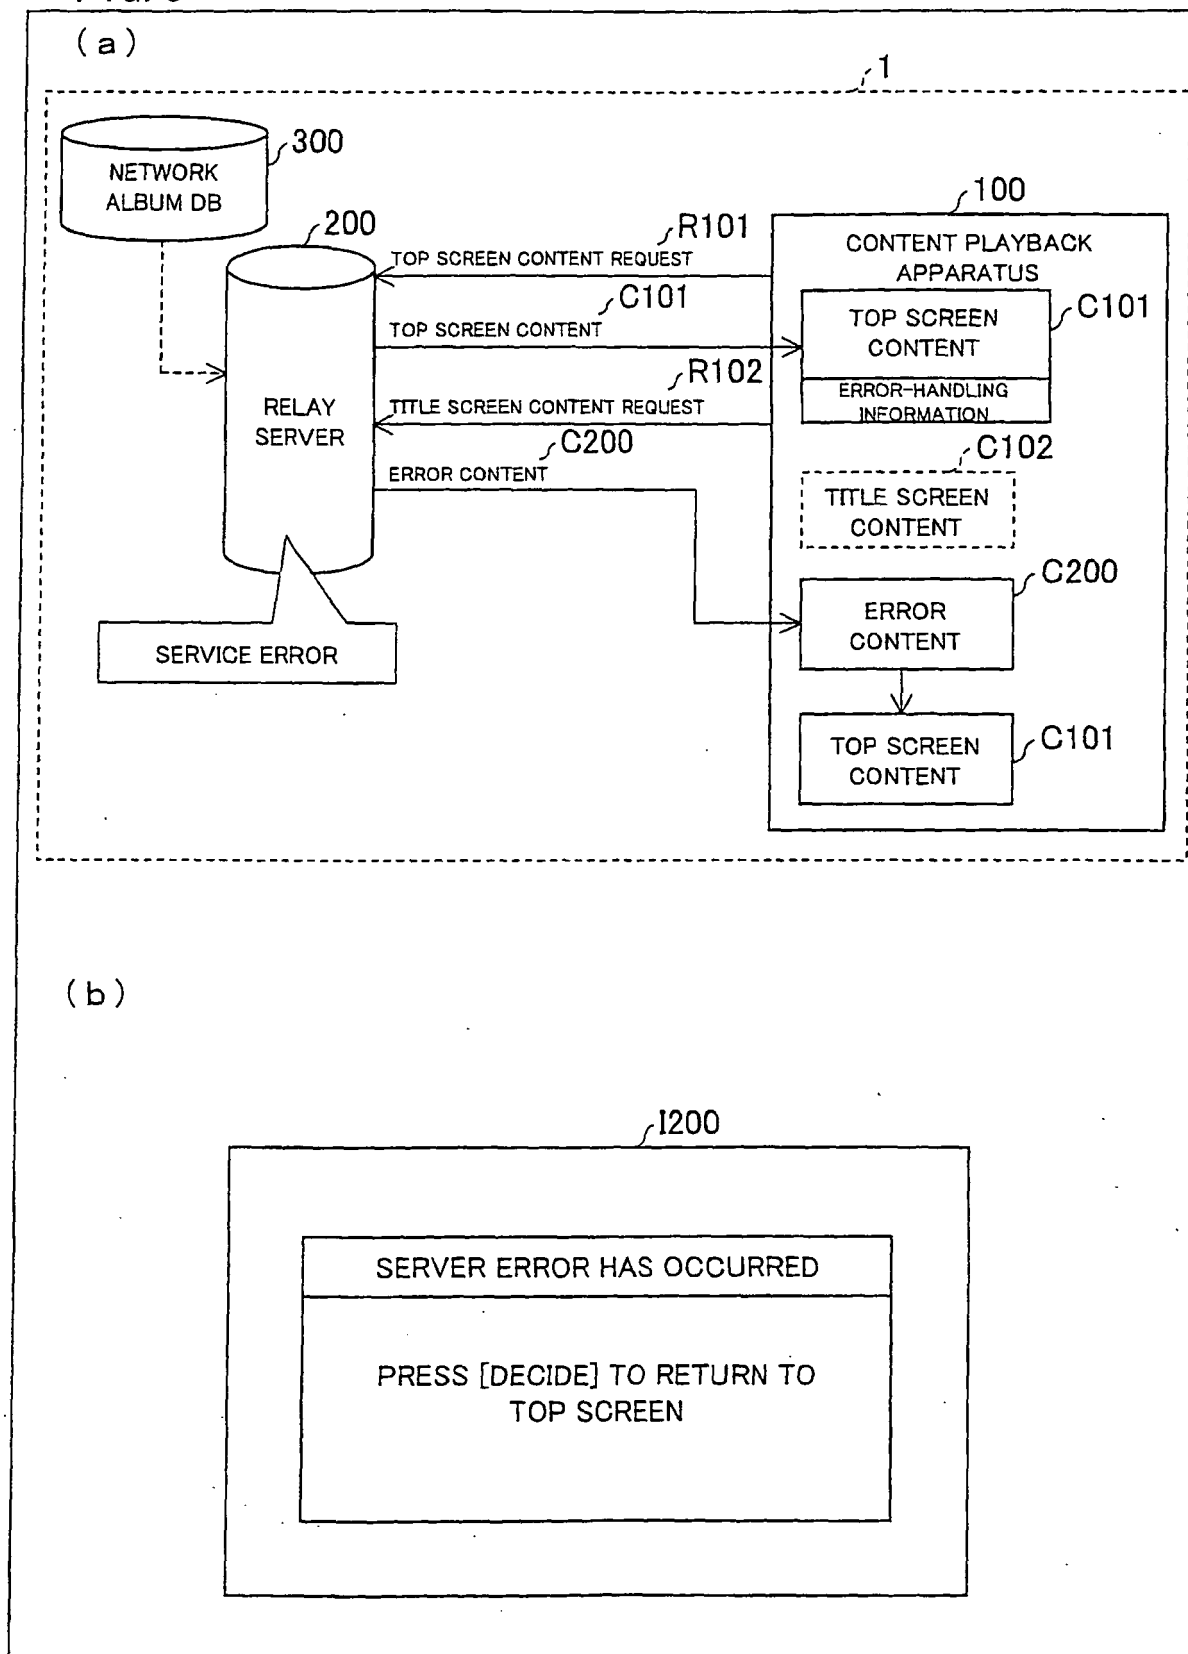 (a)
1
300
NETWORK
ALBUM DB
200
RELAY
SERVER
SERVICE ERROR
R101
TOP SCREEN CONTENT REQUEST
C101
TOP SCREEN CONTENT
R102
TITLE SCREEN CONTENT REQUEST
C200
ERROR CONTENT
100
CONTENT PLAYBACK
APPARATUS
C101
TOP SCREEN
CONTENT
ERROR-HANDLING
INFORMATION
C102
TITLE SCREEN
CONTENT
C200
ERROR
CONTENT
C101
TOP SCREEN
CONTENT
(b)
I200
SERVER ERROR HAS OCCURRED
PRESS [DECIDE] TO RETURN TO
TOP SCREEN